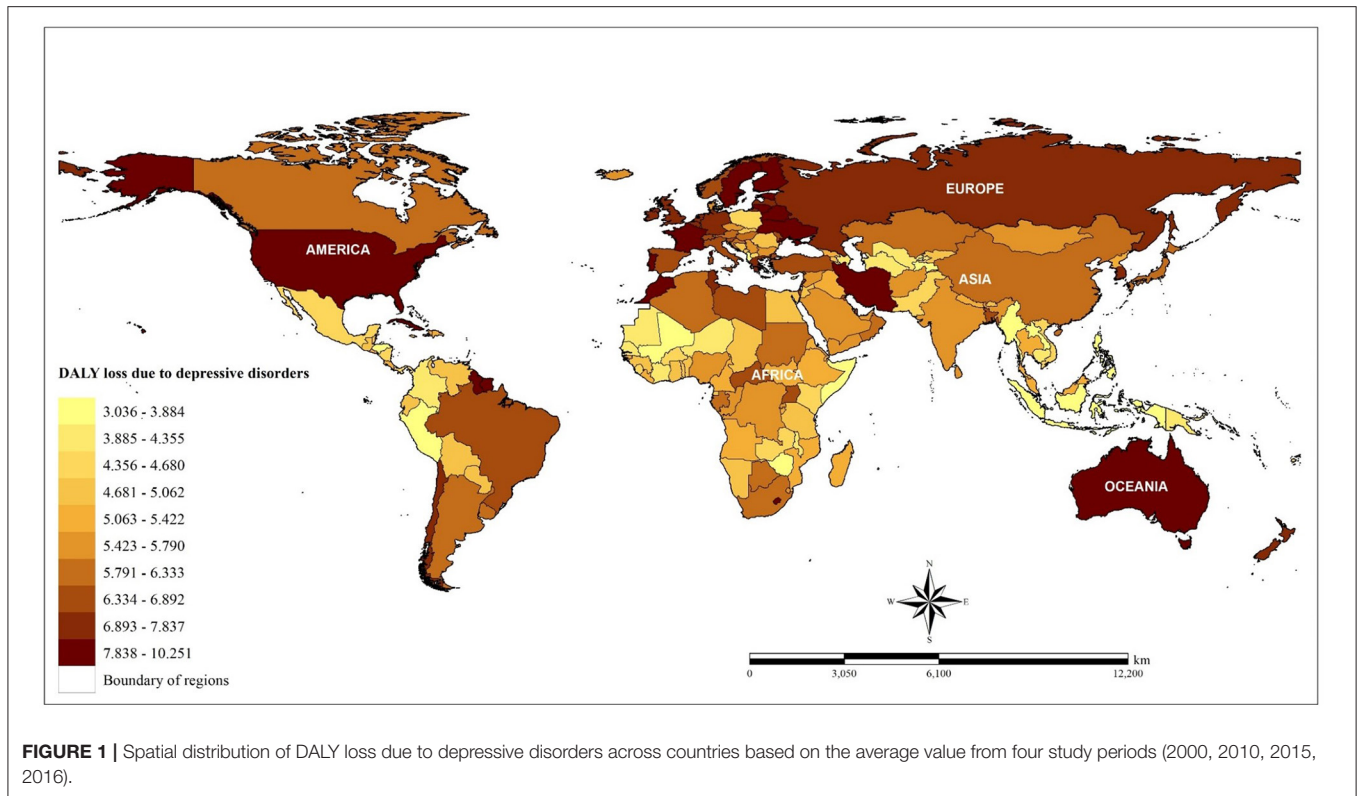 EUROPE
AMERICA
ASIA
AFRICA
OCEANIA
DALY loss due to depressive disorders
3.036 - 3.884
3.885 - 4.355
4.356 - 4.680
4.681 - 5.062
5.063 - 5.422
5.423 - 5.790
5.791 - 6.333
6.334 - 6.892
6.893 - 7.837
7.838 - 10.251
Boundary of regions
N
W E
S
km
0 3,050 6,100 12,200
FIGURE 1 | Spatial distribution of DALY loss due to depressive disorders across countries based on the average value from four study periods (2000, 2010, 2015,
2016).